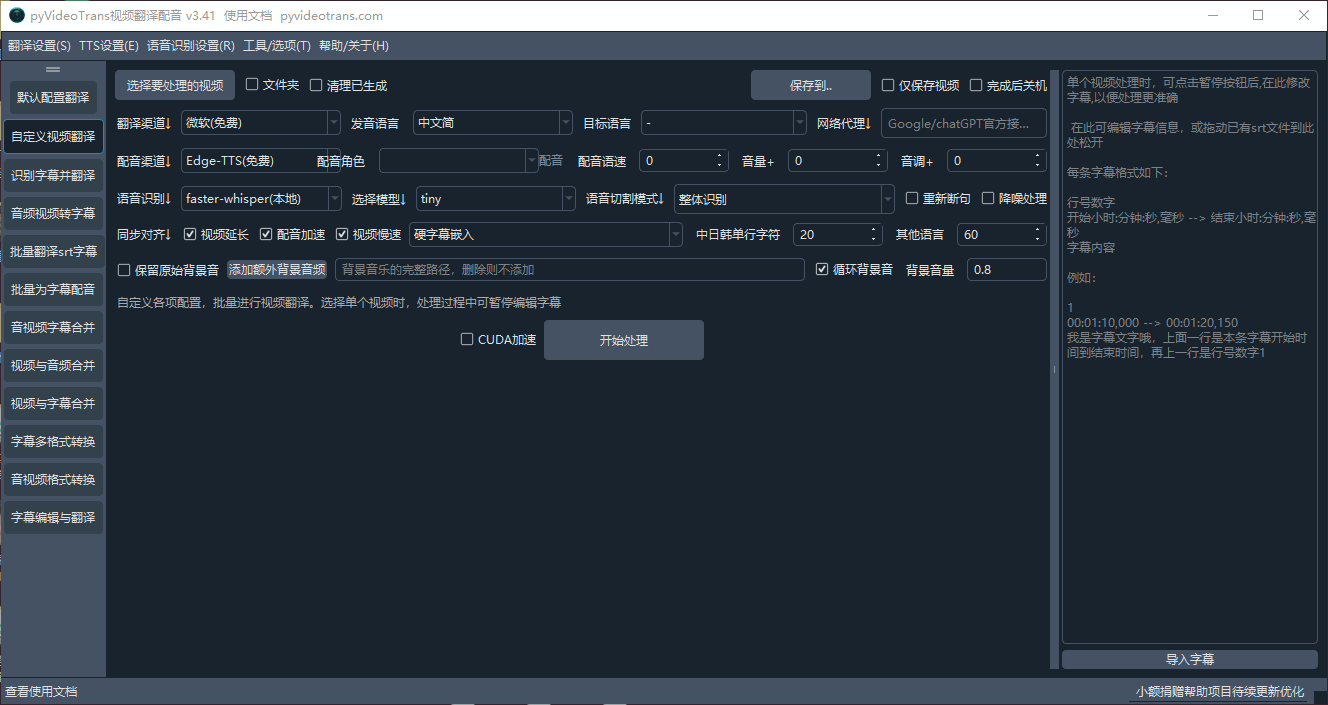 pyVideoTrans视频翻译配音 v3.41   使用文档   pyvideotrans.com
翻译设置(S)  TTS设置(E)  语音识别设置(R)  工具/选项(T)  帮助/关于(H)
默认配置翻译
自定义视频翻译
识别字幕并翻译
音频视频转字幕
批量翻译srt字幕
批量为字幕配音
音视频字幕合并
视频与音频合并
视频与字幕合并
字幕多格式转换
音视频格式转换
字幕编辑与翻译
选择要处理的视频  文件夹  清理已生成  保存到..  仅保存视频  完成后关机
翻译渠道↓  微软(免费)  发音语言  中文简  目标语言  -  网络代理↓  Google/chatGPT官方接...
配音渠道↓  Edge-TTS(免费)  配音角色  配音  配音语速  0  音量+  0  音调+  0
语音识别↓  faster-whisper(本地)  选择模型↓  tiny  语音切割模式↓  整体识别  重新断句  降噪处理
同步对齐↓  视频延长  配音加速  视频慢速  硬字幕嵌入  中日韩单行字符  20  其他语言  60
保留原始背景音  添加额外背景音频  背景音乐的完整路径，删除则不添加  循环背景音  背景音量  0.8
自定义各项配置，批量进行视频翻译。选择单个视频时，处理过程中可暂停编辑字幕
CUDA加速  开始处理
单个视频处理时，可点击暂停按钮后,在此修改
字幕,以便处理更准确
在此可编辑字幕信息，或拖动已有srt文件到此
处松开
每条字幕格式如下：
行号数字
开始小时:分钟:秒,毫秒 --> 结束小时:分钟:秒,毫
秒
字幕内容
例如：
1
00:01:10,000 --> 00:01:20,150
我是字幕文字哦，上面一行是本条字幕开始时
间到结束时间，再上一行是行号数字1
导入字幕
查看使用文档
小额捐赠帮助项目待续更新优化